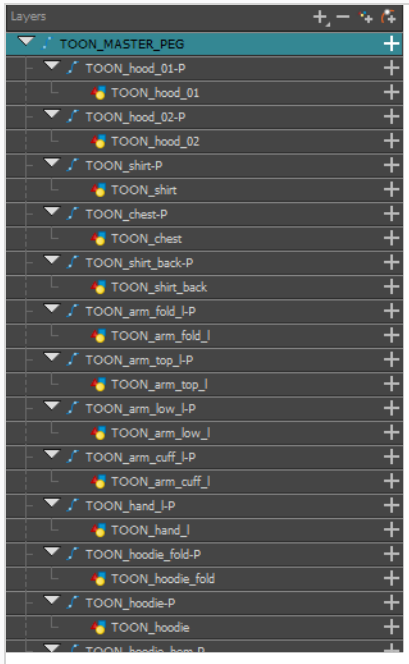 Layers
TOON_MASTER_PEG
TOON_hood_01-P
TOON_hood_01
TOON_hood_02-P
TOON_hood_02
TOON_shirt-P
TOON_shirt
TOON_chest-P
TOON_chest
TOON_shirt_back-P
TOON_shirt_back
TOON_arm_fold_l-P
TOON_arm_fold_l
TOON_arm_top_l-P
TOON_arm_top_l
TOON_arm_low_l-P
TOON_arm_low_l
TOON_arm_cuff_l-P
TOON_arm_cuff_l
TOON_hand_l-P
TOON_hand_l
TOON_hoodie_fold-P
TOON_hoodie_fold
TOON_hoodie-P
TOON_hoodie
TOON_hoodie_hem-P